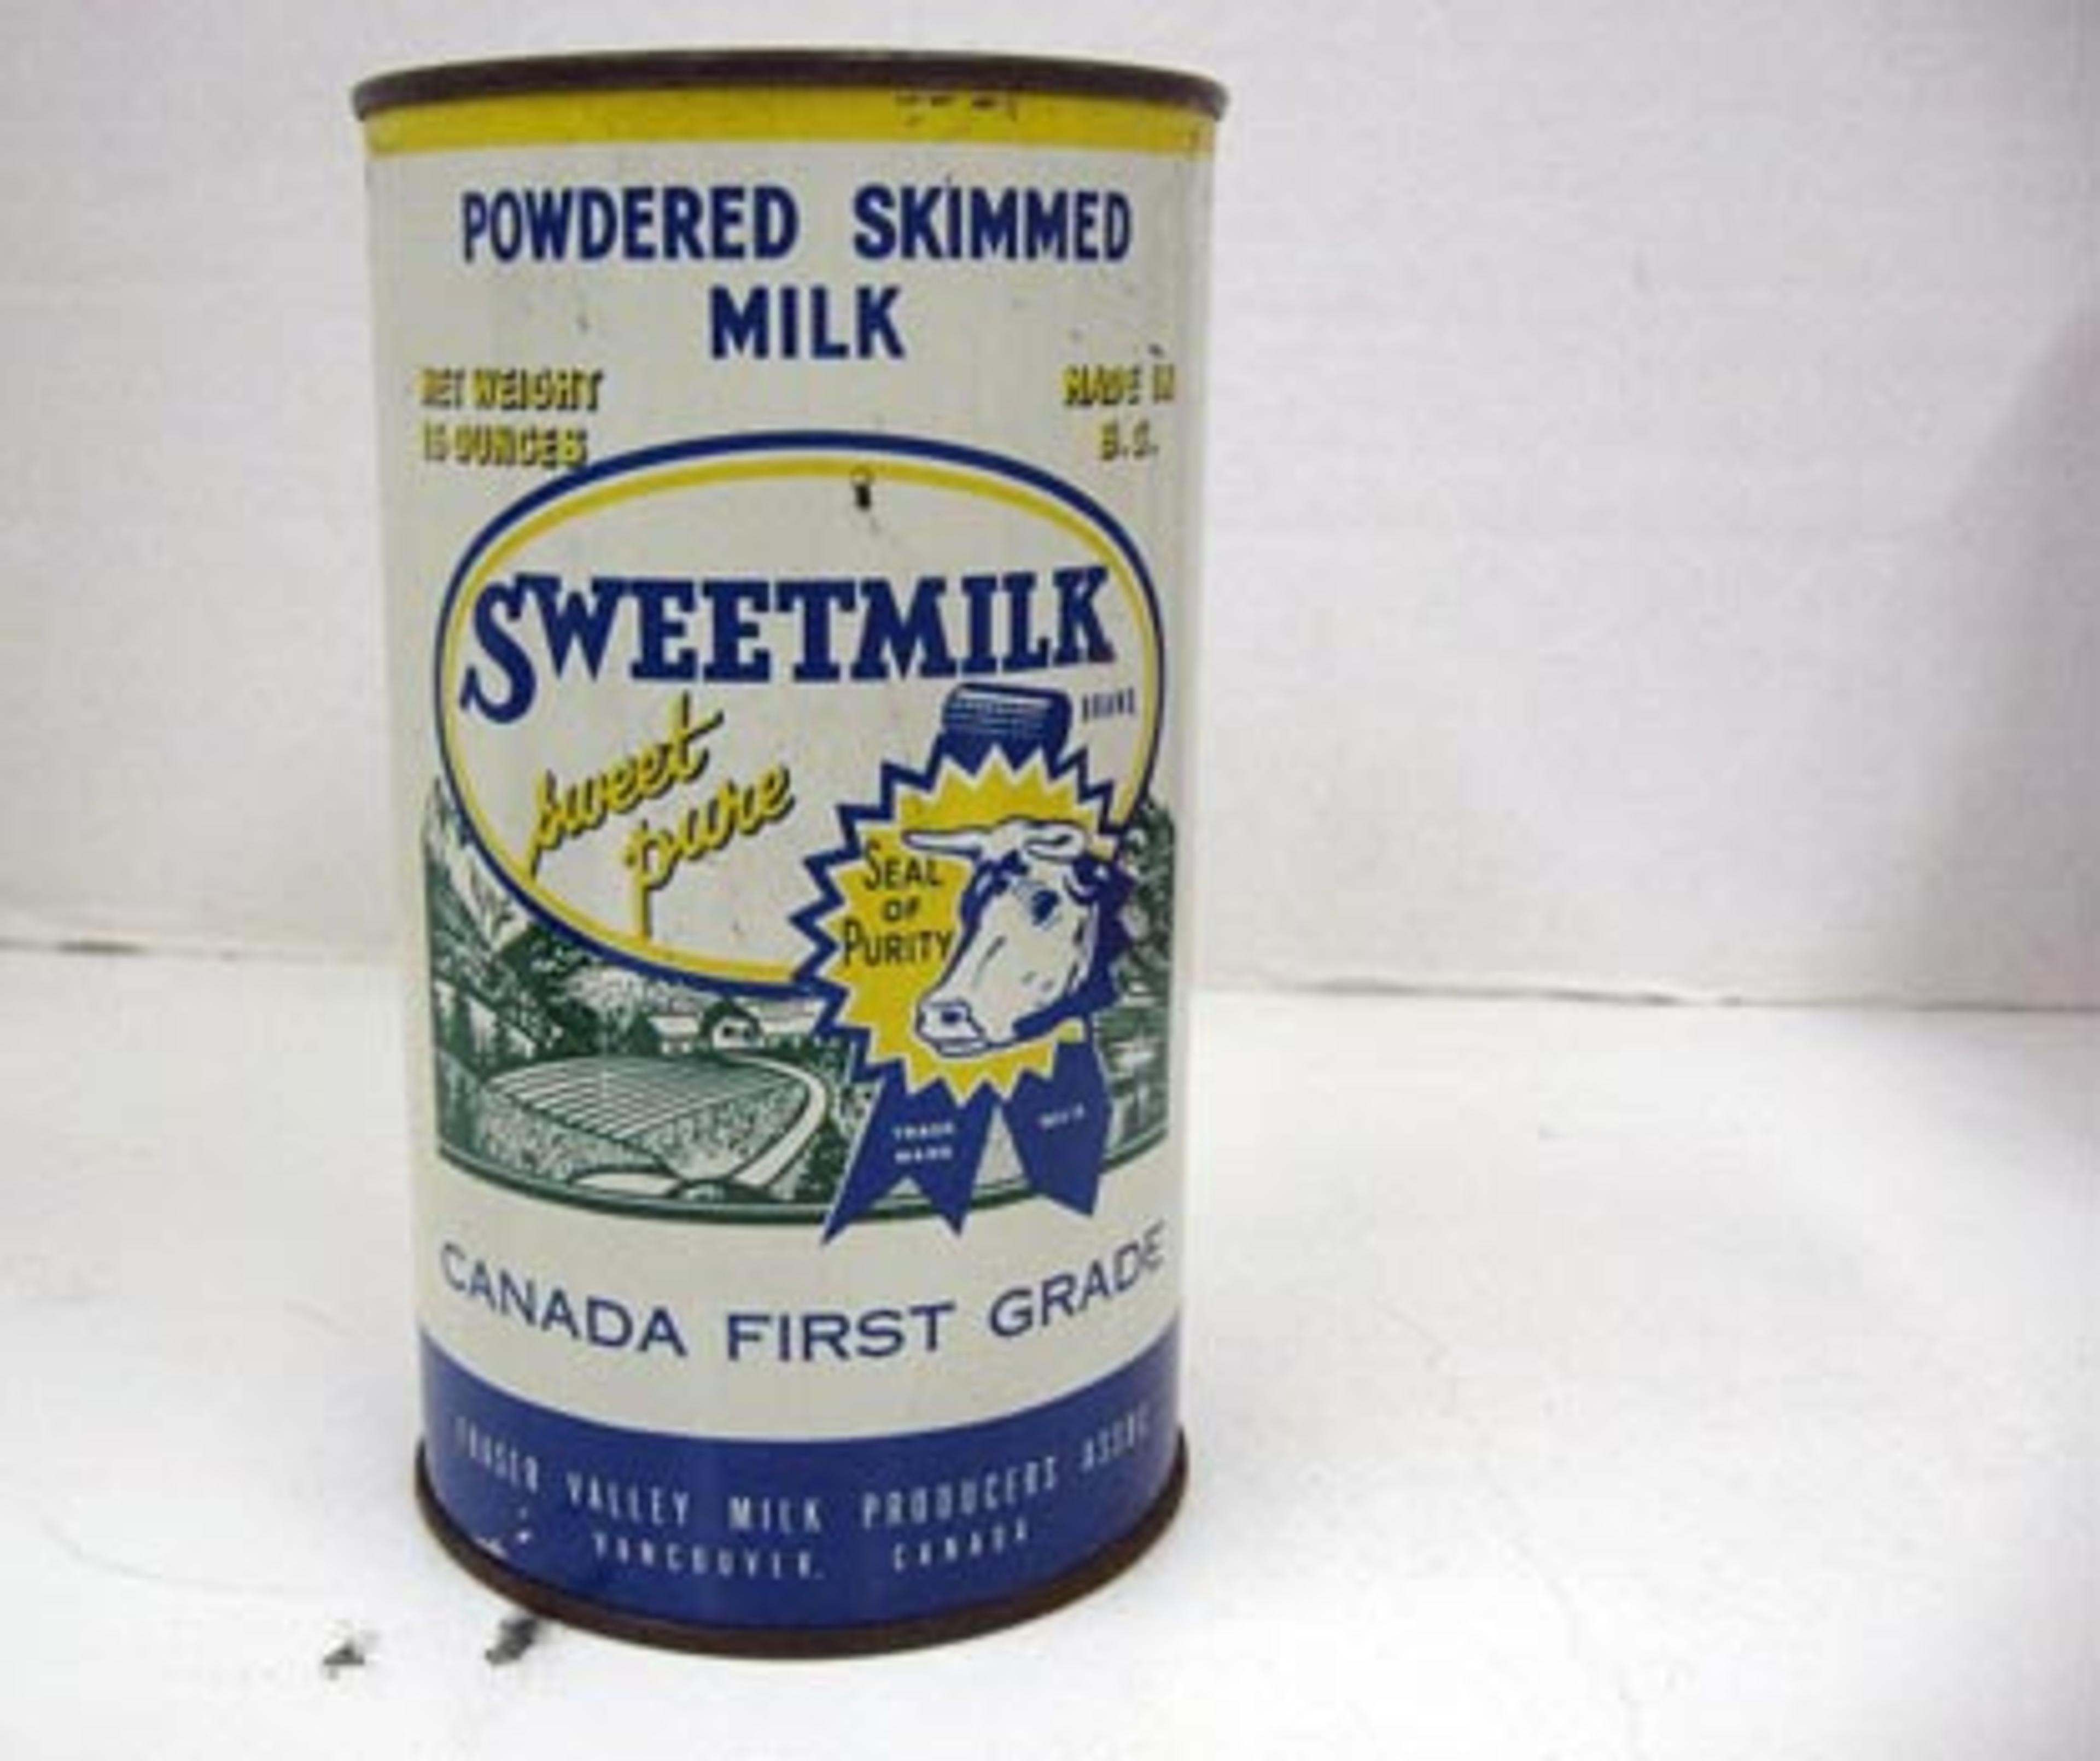 POWDERED SKIMMED
MILK
NET WEIGHT
16 OUNCES
MADE IN
B.C.
SWEETMILK
BRAND
sweet
pure
SEAL
OF
PURITY
TRADE
MARK
CANADA FIRST GRADE
FRASER VALLEY MILK PRODUCERS ASSOC.
VANCOUVER, CANADA